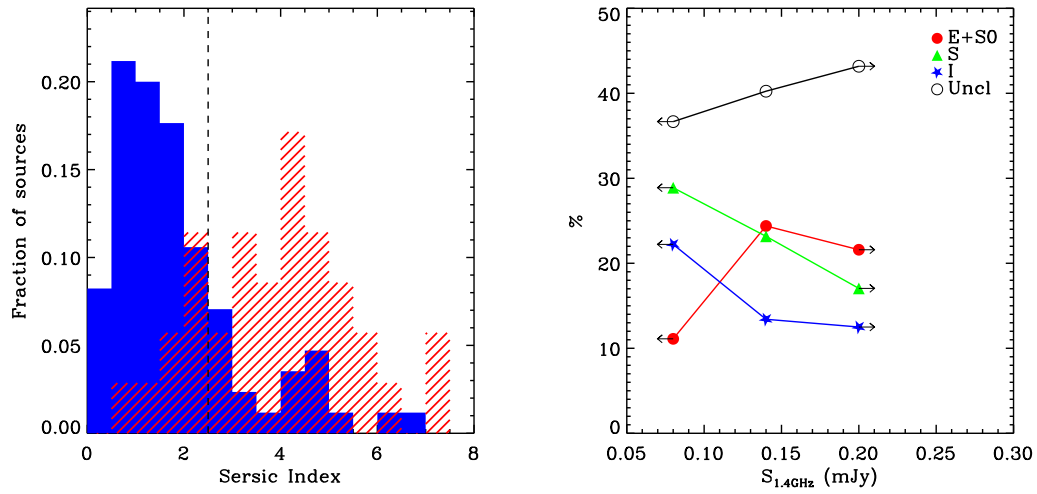 0.20
0.15
0.10
0.05
0.00
Fraction of sources
0 2 4 6 8
Sersic Index
50
40
30
20
10
0
%
E+S0
S
I
Uncl
0.05 0.10 0.15 0.20 0.25 0.30
S1.4GHz (mJy)